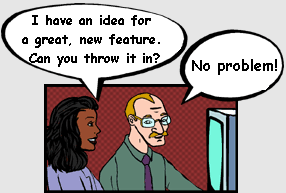 I have an idea for
a great, new feature.
Can you throw it in?
No problem!